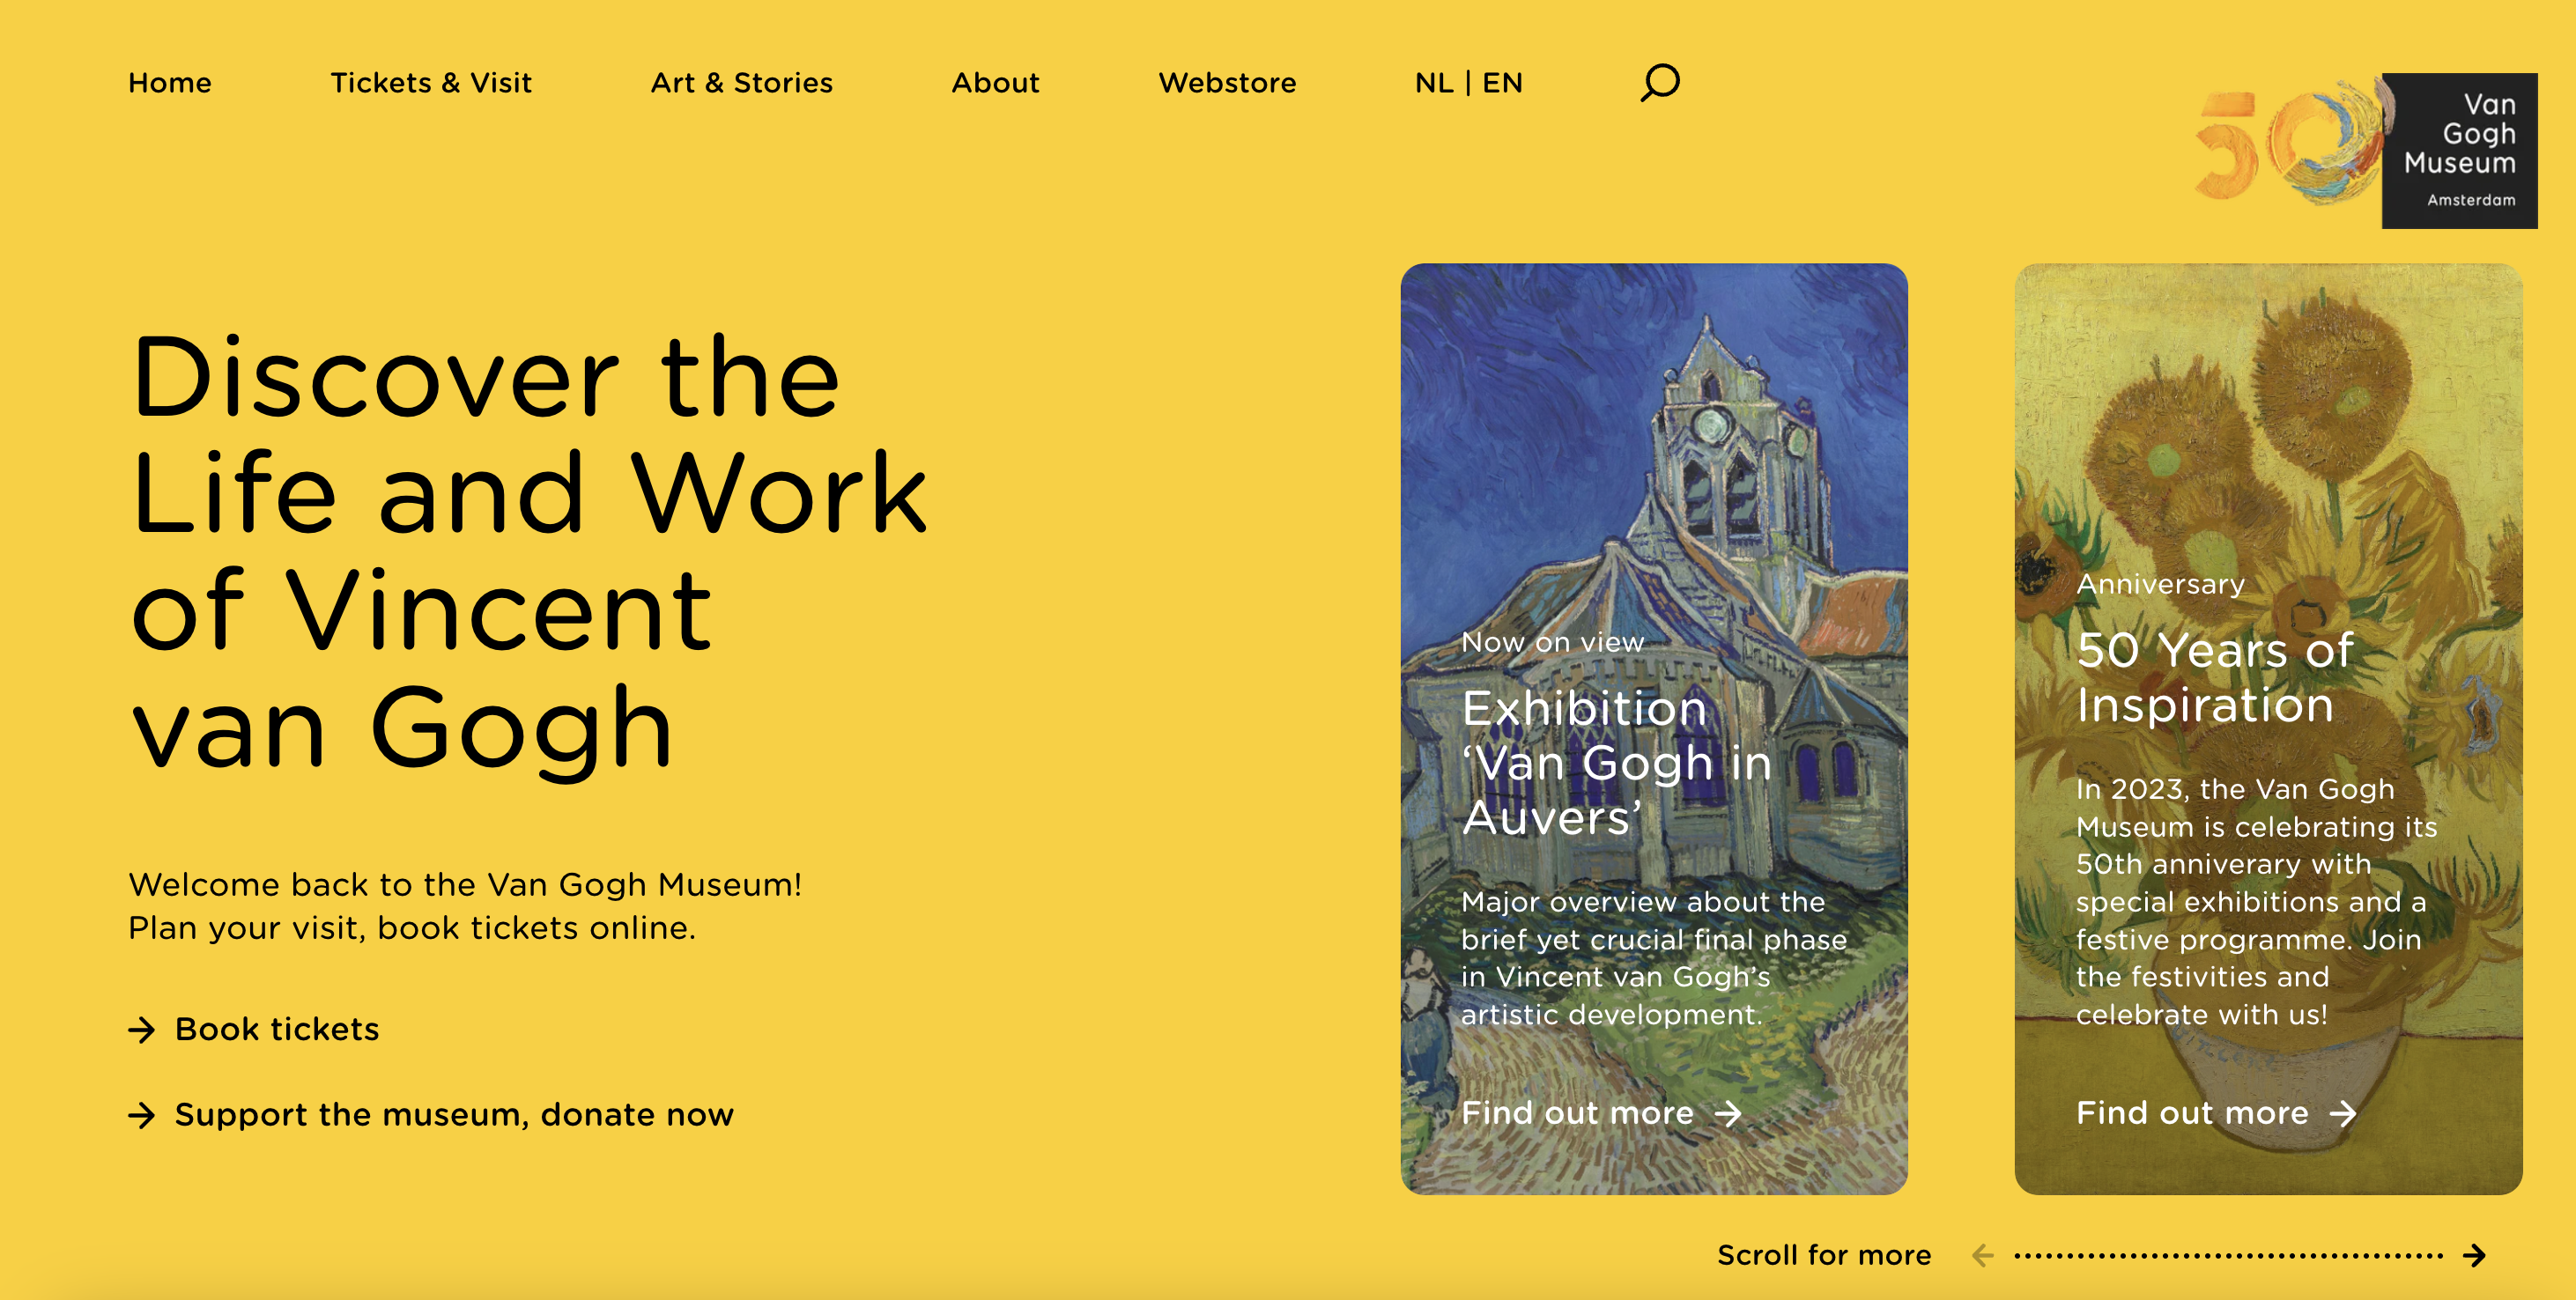 Home
Tickets & Visit
Art & Stories
About
Webstore
NL | EN
50
Van
Gogh
Museum
Amsterdam
Discover the
Life and Work
of Vincent
van Gogh
Welcome back to the Van Gogh Museum!
Plan your visit, book tickets online.
→ Book tickets
→ Support the museum, donate now
Now on view
Exhibition
‘Van Gogh in
Auvers’
Major overview about the
brief yet crucial final phase
in Vincent van Gogh’s
artistic development.
Find out more →
Anniversary
50 Years of
Inspiration
In 2023, the Van Gogh
Museum is celebrating its
50th anniverary with
special exhibitions and a
festive programme. Join
the festivities and
celebrate with us!
Vincent
Find out more →
Scroll for more